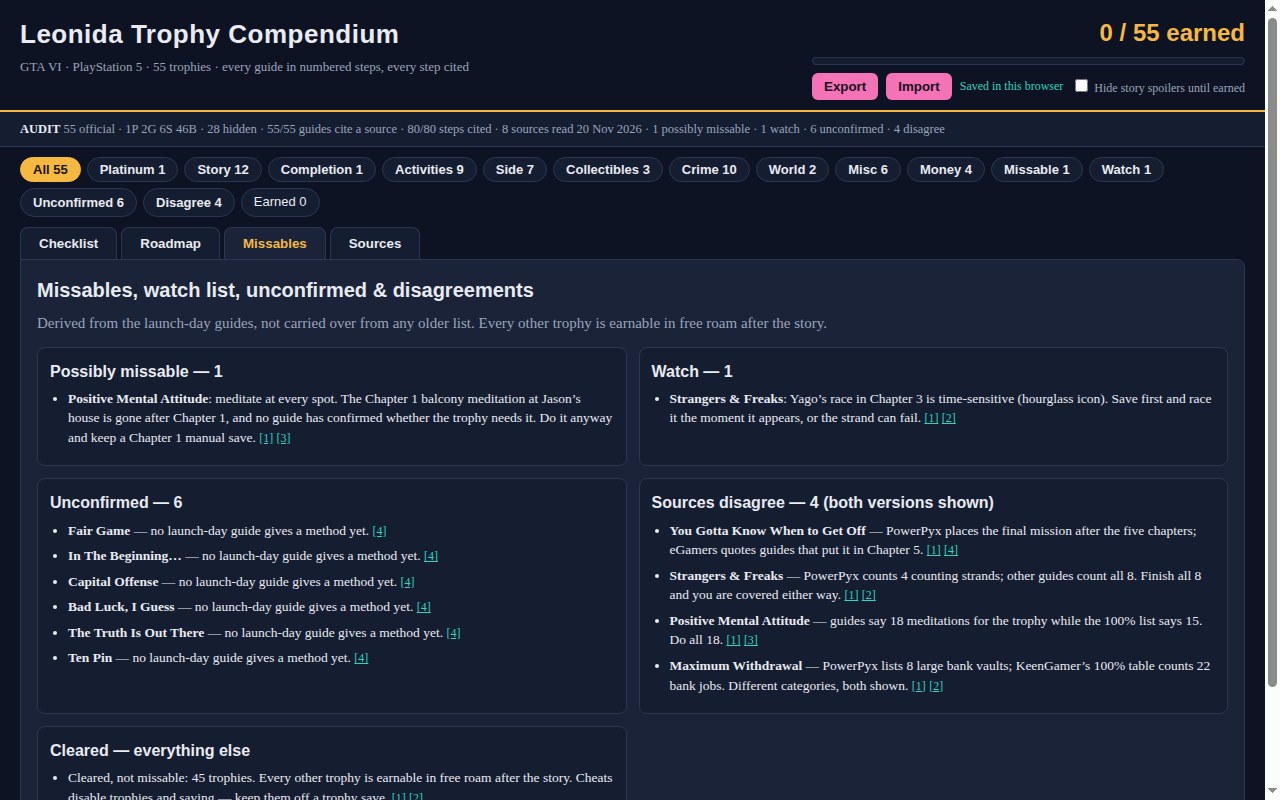 Leonida Trophy Compendium
GTA VI · PlayStation 5 · 55 trophies · every guide in numbered steps, every step cited
0 / 55 earned
Export
Import
Saved in this browser
Hide story spoilers until earned
AUDIT 55 official · 1P 2G 6S 46B · 28 hidden · 55/55 guides cite a source · 80/80 steps cited · 8 sources read 20 Nov 2026 · 1 possibly missable · 1 watch · 6 unconfirmed · 4 disagree
All 55
Platinum 1
Story 12
Completion 1
Activities 9
Side 7
Collectibles 3
Crime 10
World 2
Misc 6
Money 4
Missable 1
Watch 1
Unconfirmed 6
Disagree 4
Earned 0
Checklist
Roadmap
Missables
Sources
Missables, watch list, unconfirmed & disagreements
Derived from the launch-day guides, not carried over from any older list. Every other trophy is earnable in free roam after the story.
Possibly missable — 1
Positive Mental Attitude: meditate at every spot. The Chapter 1 balcony meditation at Jason’s
house is gone after Chapter 1, and no guide has confirmed whether the trophy needs it. Do it anyway
and keep a Chapter 1 manual save. [1] [3]
Watch — 1
Strangers & Freaks: Yago’s race in Chapter 3 is time-sensitive (hourglass icon). Save first and race
it the moment it appears, or the strand can fail. [1] [2]
Unconfirmed — 6
Fair Game — no launch-day guide gives a method yet. [4]
In The Beginning… — no launch-day guide gives a method yet. [4]
Capital Offense — no launch-day guide gives a method yet. [4]
Bad Luck, I Guess — no launch-day guide gives a method yet. [4]
The Truth Is Out There — no launch-day guide gives a method yet. [4]
Ten Pin — no launch-day guide gives a method yet. [4]
Sources disagree — 4 (both versions shown)
You Gotta Know When to Get Off — PowerPyx places the final mission after the five chapters;
eGamers quotes guides that put it in Chapter 5. [1] [4]
Strangers & Freaks — PowerPyx counts 4 counting strands; other guides count all 8. Finish all 8
and you are covered either way. [1] [2]
Positive Mental Attitude — guides say 18 meditations for the trophy while the 100% list says 15.
Do all 18. [1] [3]
Maximum Withdrawal — PowerPyx lists 8 large bank vaults; KeenGamer’s 100% table counts 22
bank jobs. Different categories, both shown. [1] [2]
Cleared — everything else
Cleared, not missable: 45 trophies. Every other trophy is earnable in free roam after the story. Cheats
disable trophies and saving — keep them off a trophy save. [1] [2]